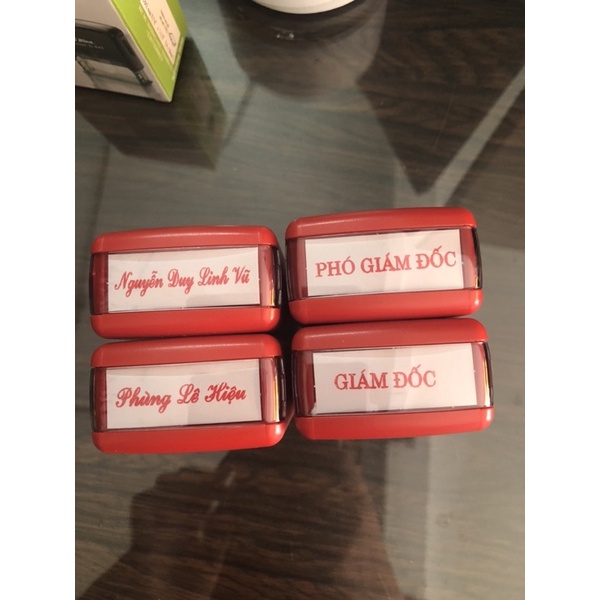 Nguyễn Duy Linh Vũ
PHÓ GIÁM ĐỐC
Phùng Lê Hiệu
GIÁM ĐỐC